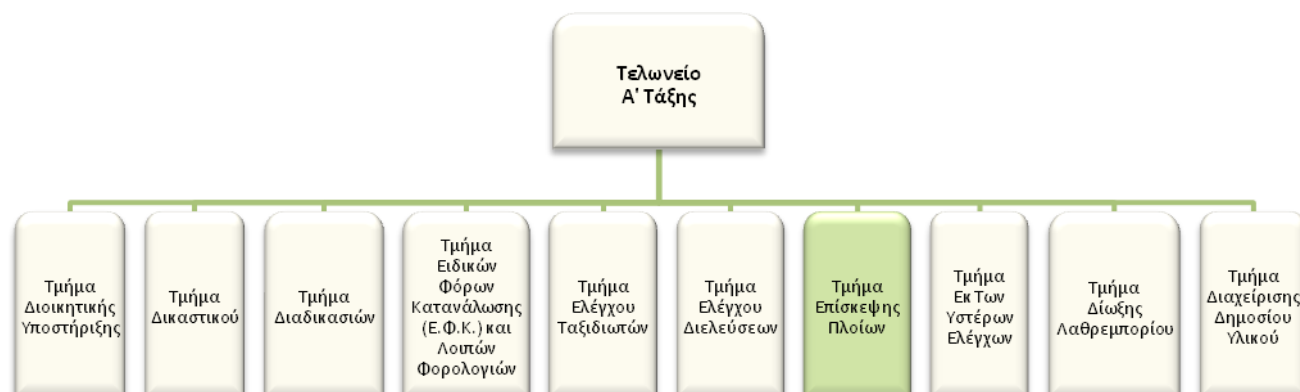 Τελωνείο
Α' Τάξης
Τμήμα
Διοικητικής
Υποστήριξης
Τμήμα
Δικαστικού
Τμήμα
Διαδικασιών
Τμήμα
Ειδικών
Φόρων
Κατανάλωσης
(Ε.Φ.Κ.) και
Λοιπών
Φορολογιών
Τμήμα
Ελέγχου
Ταξιδιωτών
Τμήμα
Ελέγχου
Διελεύσεων
Τμήμα
Επίσκεψης
Πλοίων
Τμήμα
Εκ Των
Υστέρων
Ελέγχων
Τμήμα
Δίωξης
Λαθρεμπορίου
Τμήμα
Διαχείρισης
Δημοσίου
Υλικού